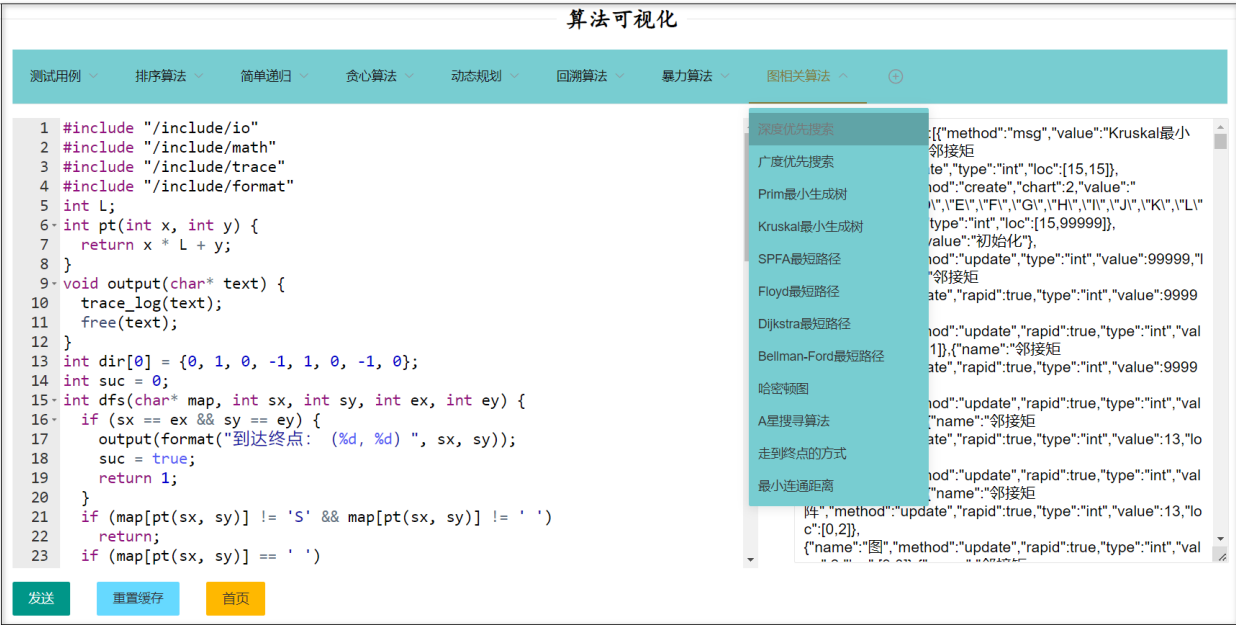 算法可视化
测试用例 排序算法 简单递归 贪心算法 动态规划 回溯算法 暴力算法 图相关算法
1 #include "/include/io"
2 #include "/include/math"
3 #include "/include/trace"
4 #include "/include/format"
5 int L;
6 int pt(int x, int y) {
7 return x * L + y;
8 }
9 void output(char* text) {
10 trace_log(text);
11 free(text);
12 }
13 int dir[0] = {0, 1, 0, -1, 1, 0, -1, 0};
14 int suc = 0;
15 int dfs(char* map, int sx, int sy, int ex, int ey) {
16 if (sx == ex && sy == ey) {
17 output(format("到达终点： (%d, %d) ", sx, sy));
18 suc = true;
19 return 1;
20 }
21 if (map[pt(sx, sy)] != 'S' && map[pt(sx, sy)] != ' ')
22 return;
23 if (map[pt(sx, sy)] == ' ')
深度优先搜索
广度优先搜索
Prim最小生成树
Kruskal最小生成树
SPFA最短路径
Floyd最短路径
Dijkstra最短路径
Bellman-Ford最短路径
哈密顿图
A星搜寻算法
走到终点的方式
最小连通距离
:[{"method":"msg","value":"Kruskal最小
邻接矩
"type":"int","loc":[15,15]},
"create","chart":2,"value":"
\"E\",\"F\",\"G\",\"H\",\"I\",\"J\",\"K\",\"L\"
"int","loc":[15,99999]},
"初始化"},
"update","type":"int","value":99999,"l
"邻接矩
"rapid":true,"type":"int","value":9999
"update","rapid":true,"type":"int","val
1]},{"name":"邻接矩
"rapid":true,"type":"int","value":9999
"update","rapid":true,"type":"int","val
"name":"邻接矩
"rapid":true,"type":"int","value":13,"lo
"update","rapid":true,"type":"int","val
"name":"邻接矩
阵","method":"update","rapid":true,"type":"int","value":13,"lo
c":[0,2]},
{"name":"图","method":"update","rapid":true,"type":"int","val
发送 重置缓存 首页